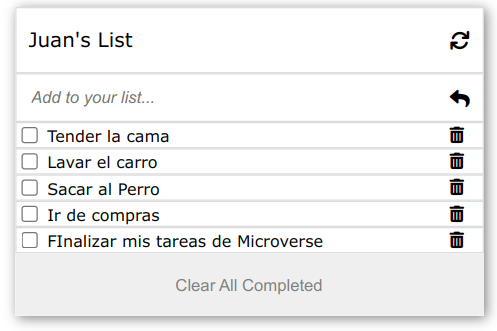 Juan's List
Add to your list...
Tender la cama
Lavar el carro
Sacar al Perro
Ir de compras
FInalizar mis tareas de Microverse
Clear All Completed